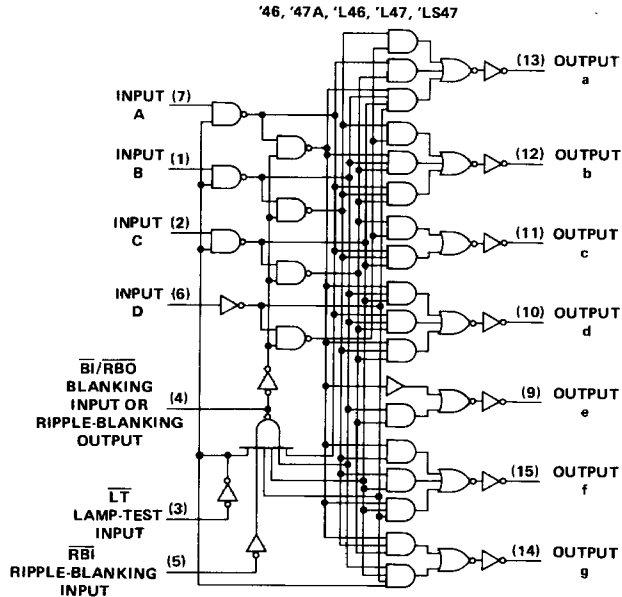 '46, '47A, 'L46, 'L47, 'LS47
(13) OUTPUT
a
INPUT (7)
A
INPUT (1)
B
(12) OUTPUT
b
INPUT (2)
C
(11) OUTPUT
c
INPUT (6)
D
(10) OUTPUT
d
BI/RBO
BLANKING
INPUT OR (4)
RIPPLE-BLANKING
OUTPUT
(9) OUTPUT
e
LT
(3) LAMP-TEST
INPUT
(15) OUTPUT
f
RBI
(5)
RIPPLE-BLANKING
INPUT
(14) OUTPUT
g